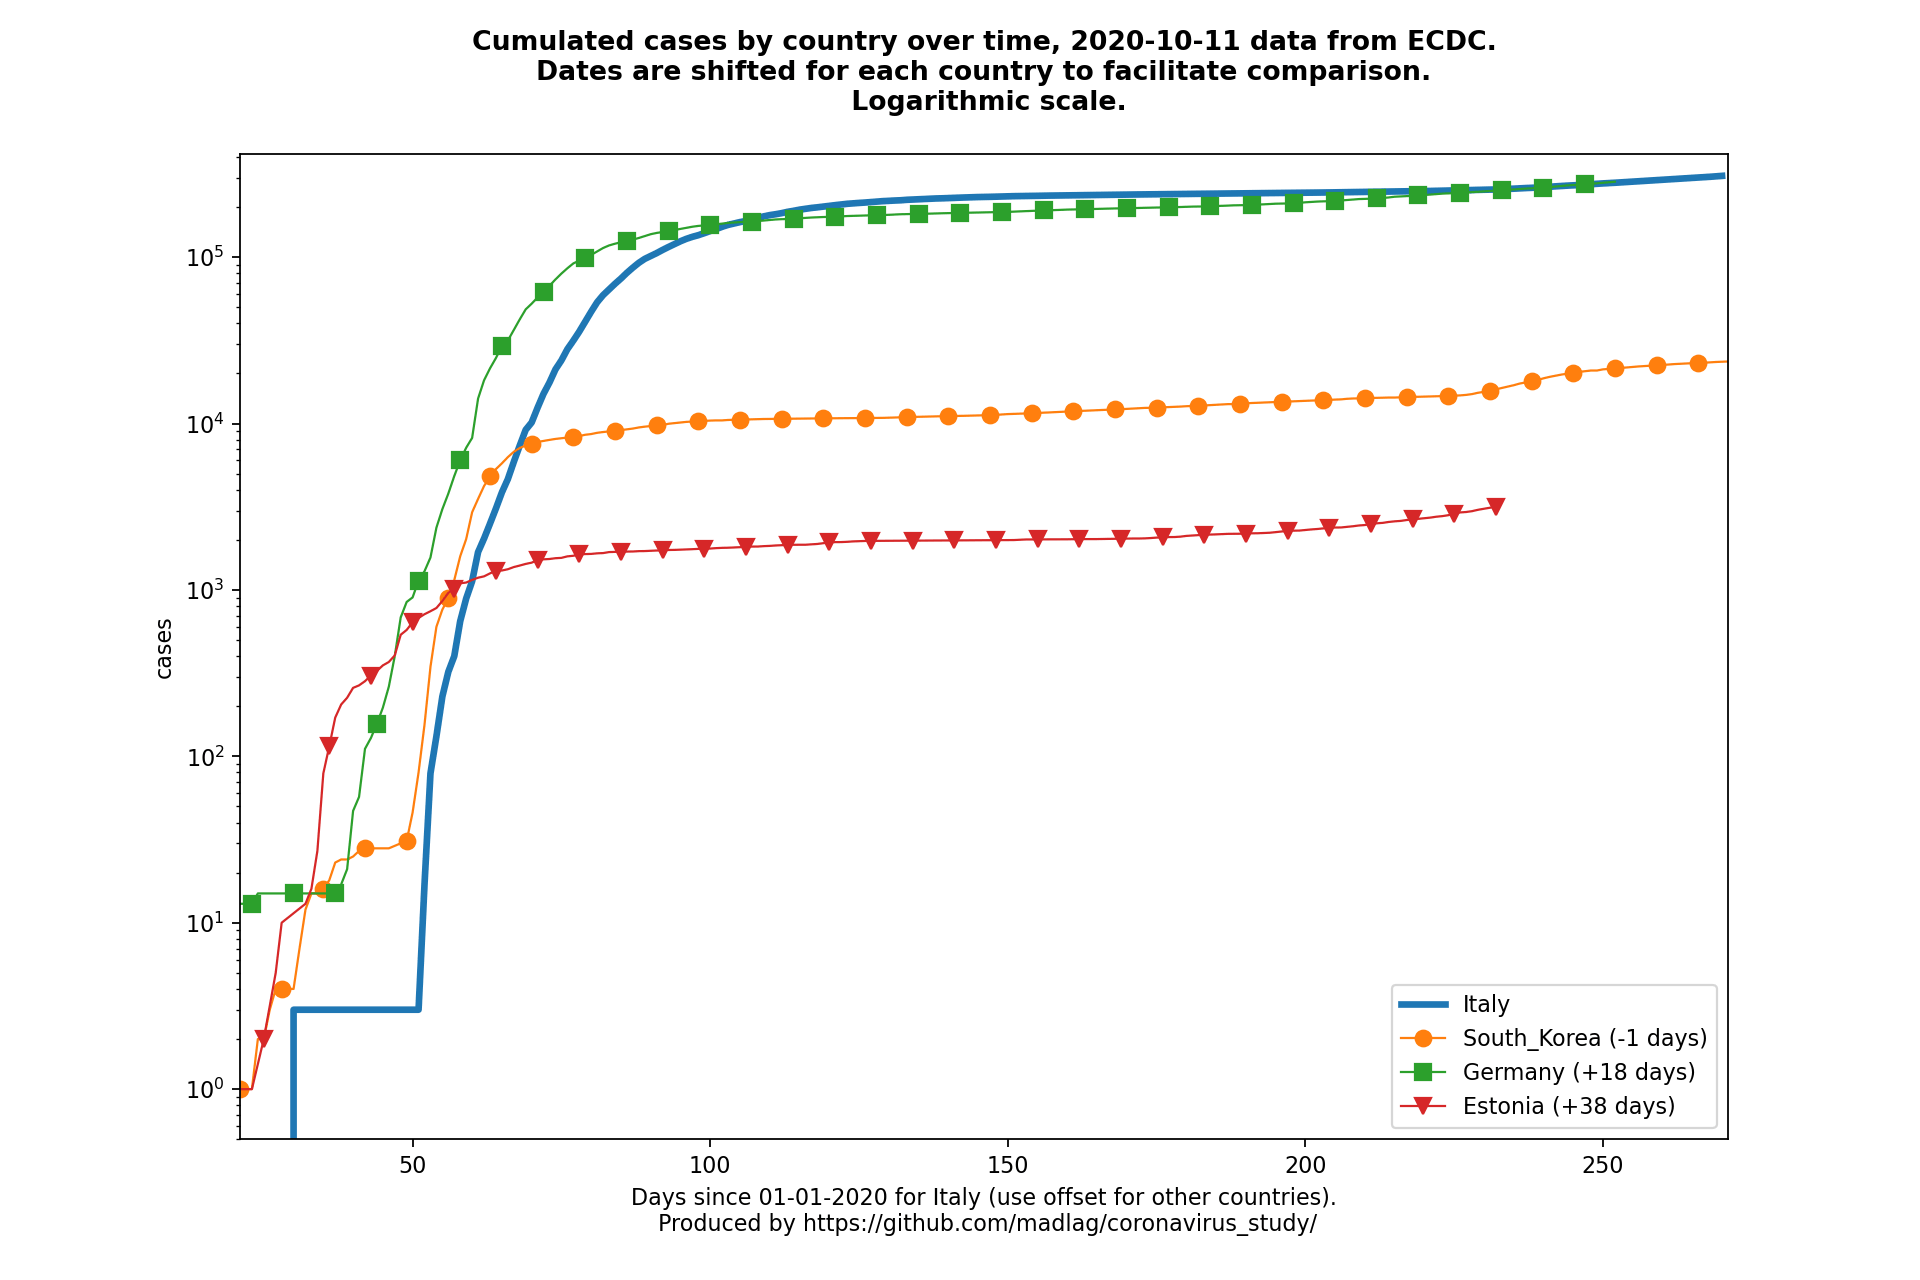 Cumulated cases by country over time, 2020-10-11 data from ECDC.
Dates are shifted for each country to facilitate comparison.
Logarithmic scale.
cases
10^5
10^4
10^3
10^2
10^1
10^0
50 100 150 200 250
Italy
South_Korea (-1 days)
Germany (+18 days)
Estonia (+38 days)
Days since 01-01-2020 for Italy (use offset for other countries).
Produced by https://github.com/madlag/coronavirus_study/